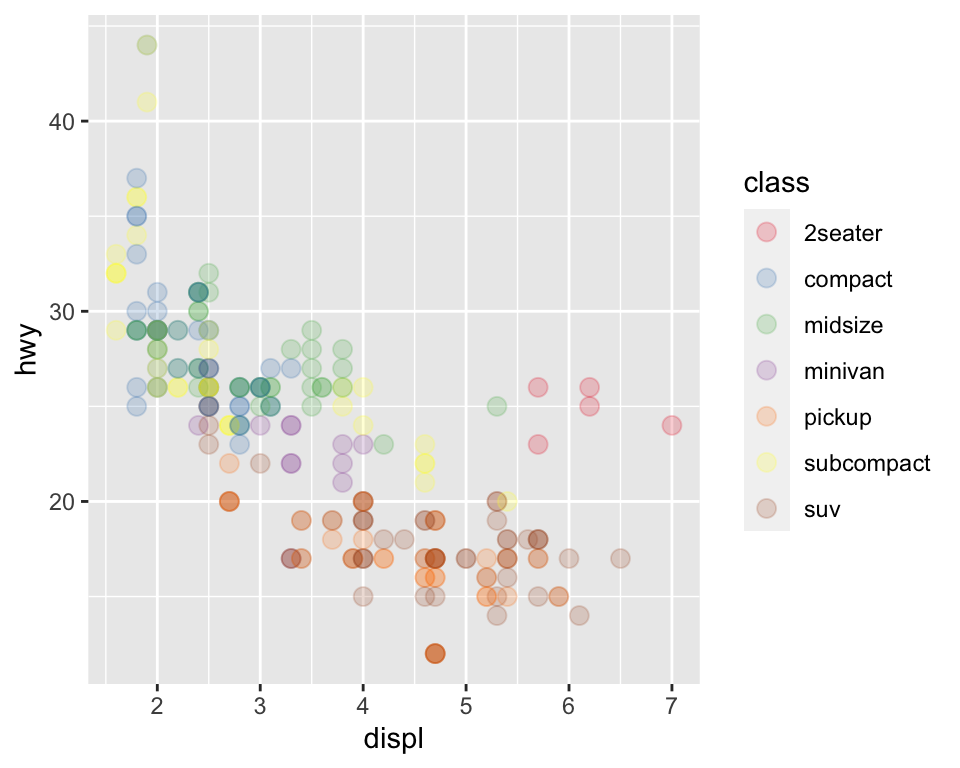 40
30
20
hwy
2 3 4 5 6 7
displ
class
2seater
compact
midsize
minivan
pickup
subcompact
suv